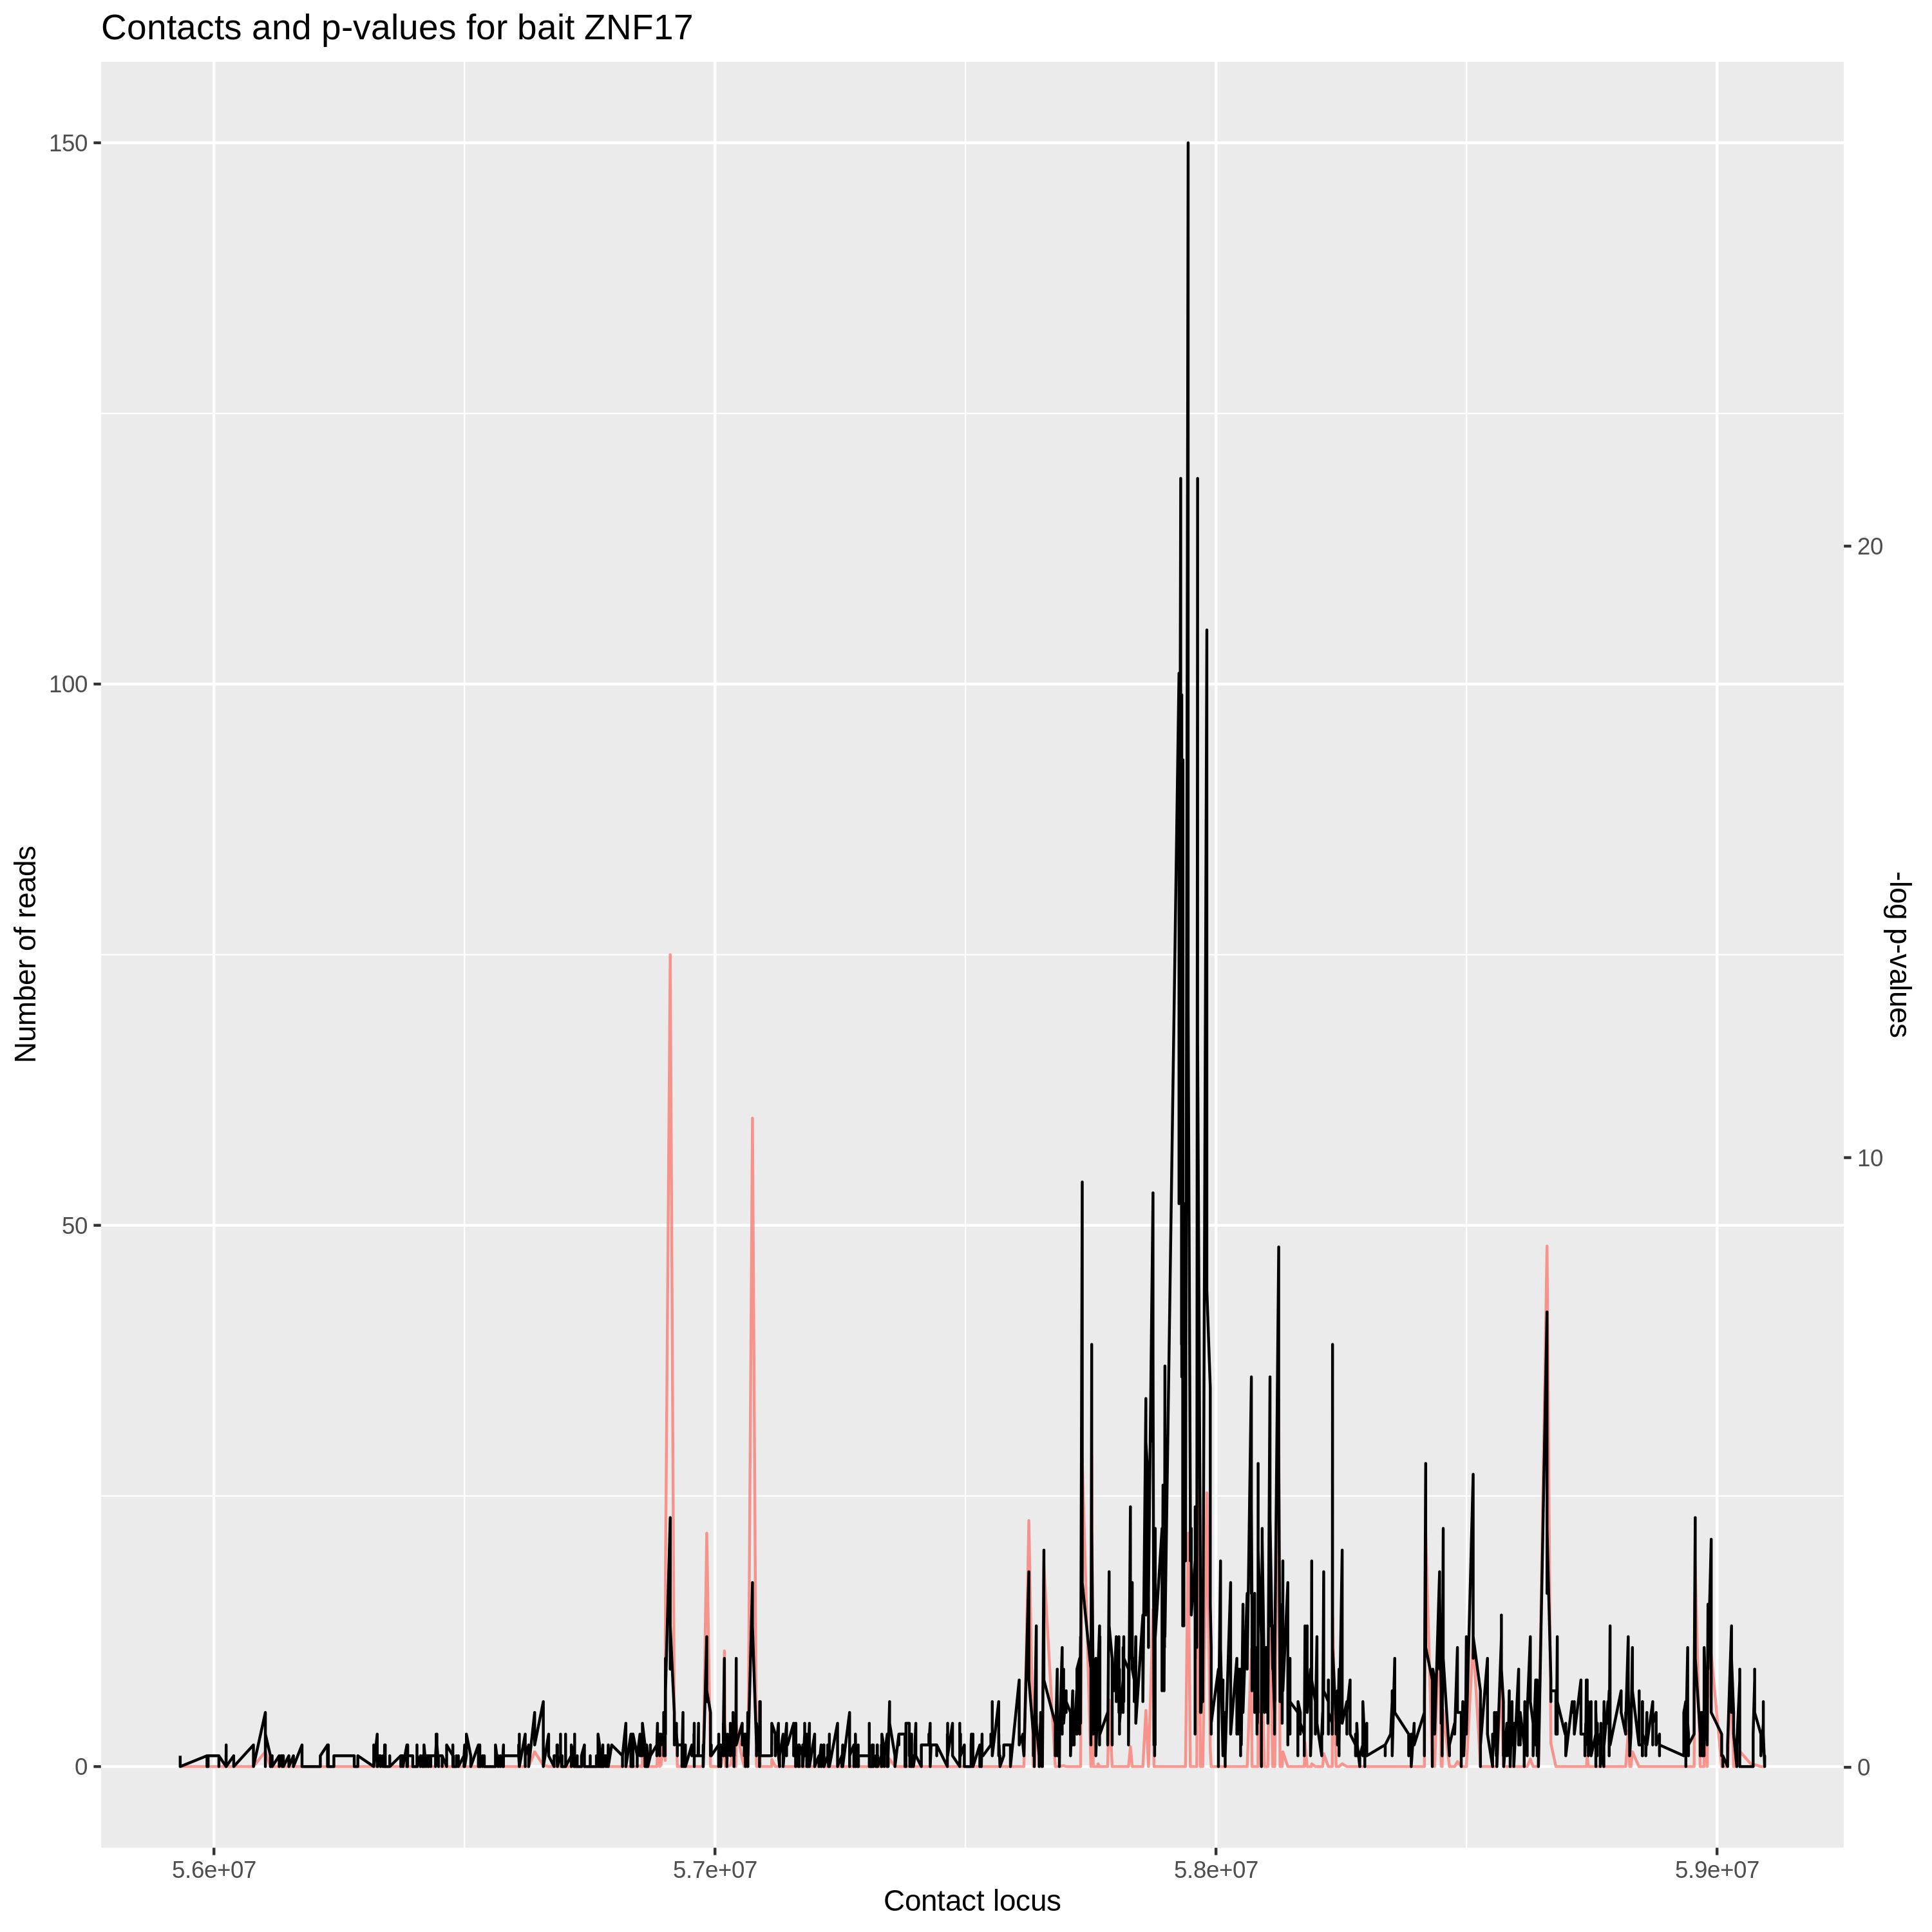 Contacts and p-values for bait ZNF17
150
100
50
0
Number of reads
20
10
0
-log p-values
5.6e+07
5.7e+07
5.8e+07
5.9e+07
Contact locus